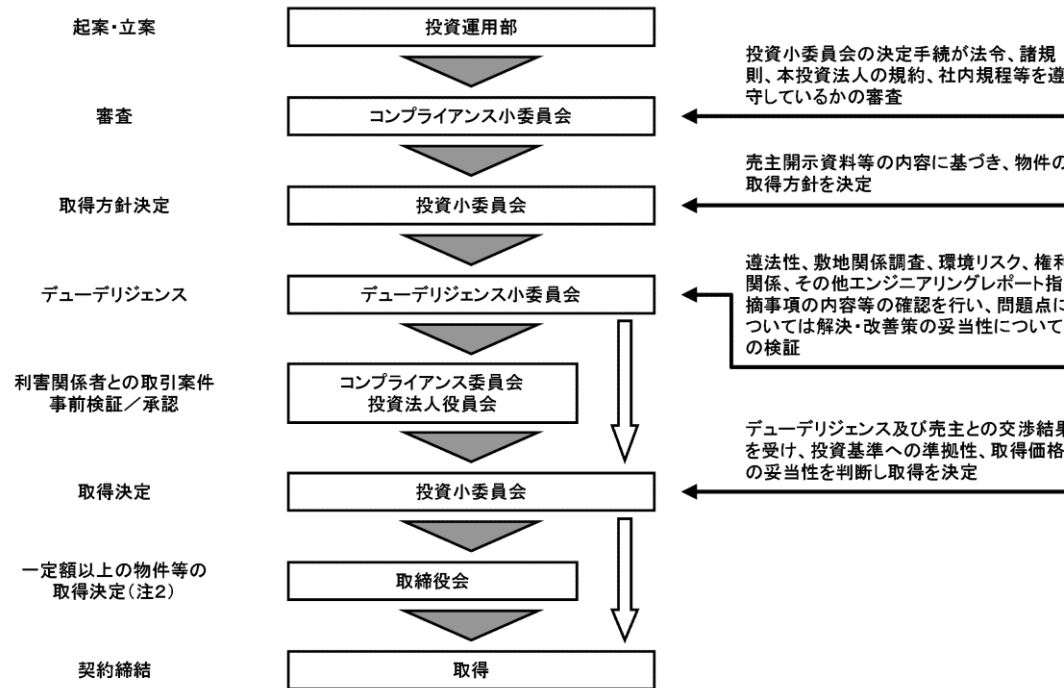 起案・立案
投資運用部
審査
コンプライアンス小委員会
投資小委員会の決定手続が法令、諸規
則、本投資法人の規約、社内規程等を遵
守しているかの審査
取得方針決定
投資小委員会
売主開示資料等の内容に基づき、物件の
取得方針を決定
デューデリジェンス
デューデリジェンス小委員会
遵法性、敷地関係調査、環境リスク、権利
関係、その他エンジニアリングレポート指
摘事項の内容等の確認を行い、問題点に
ついては解決・改善策の妥当性について
の検証
利害関係者との取引案件
事前検証／承認
コンプライアンス委員会
投資法人役員会
取得決定
投資小委員会
デューデリジェンス及び売主との交渉結果
を受け、投資基準への準拠性、取得価格
の妥当性を判断し取得を決定
一定額以上の物件等の
取得決定(注2)
取締役会
契約締結
取得